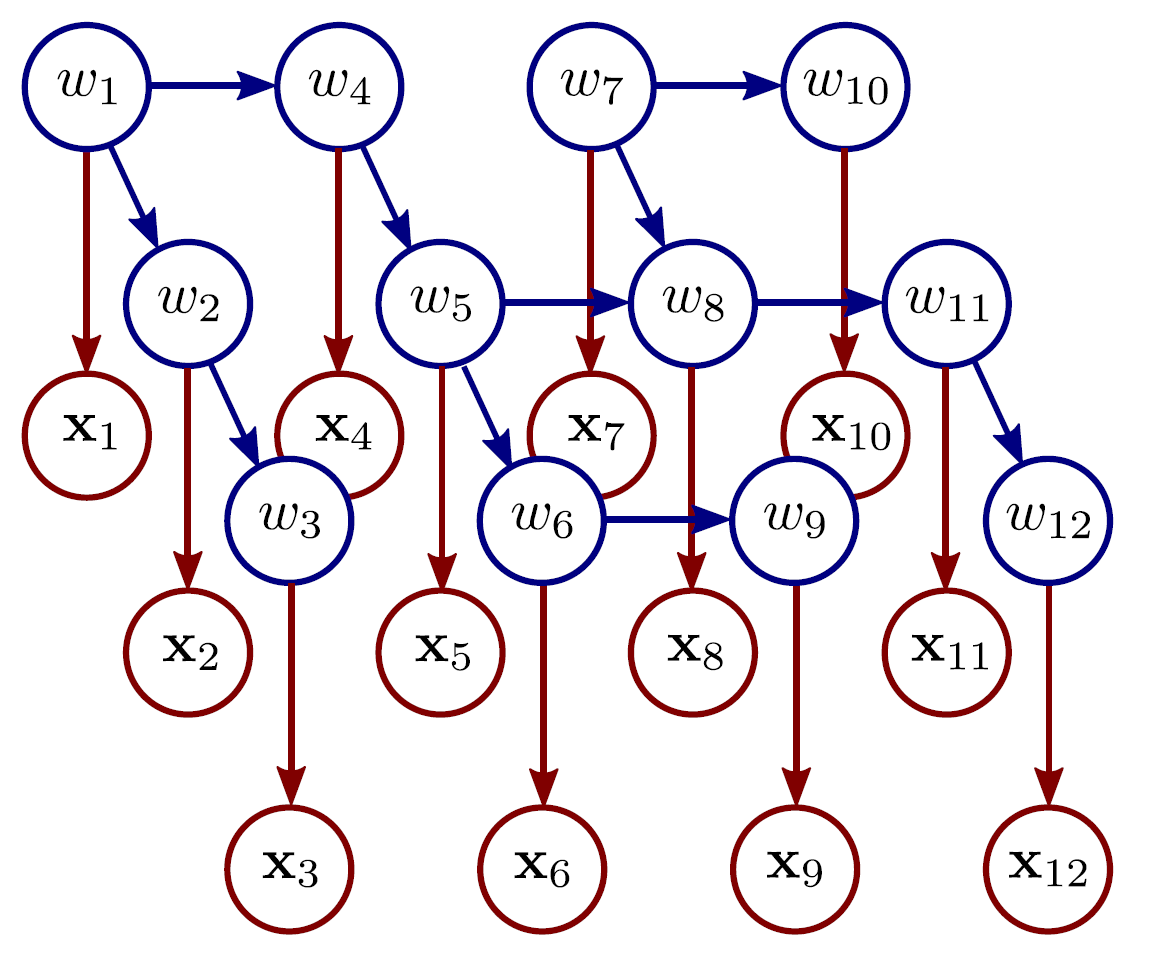 w₁ w₄ w₇ w₁₀
w₂ w₅ w₈ w₁₁
x₁ x₄ x₇ x₁₀
w₃ w₆ w₉ w₁₂
x₂ x₅ x₈ x₁₁
x₃ x₆ x₉ x₁₂